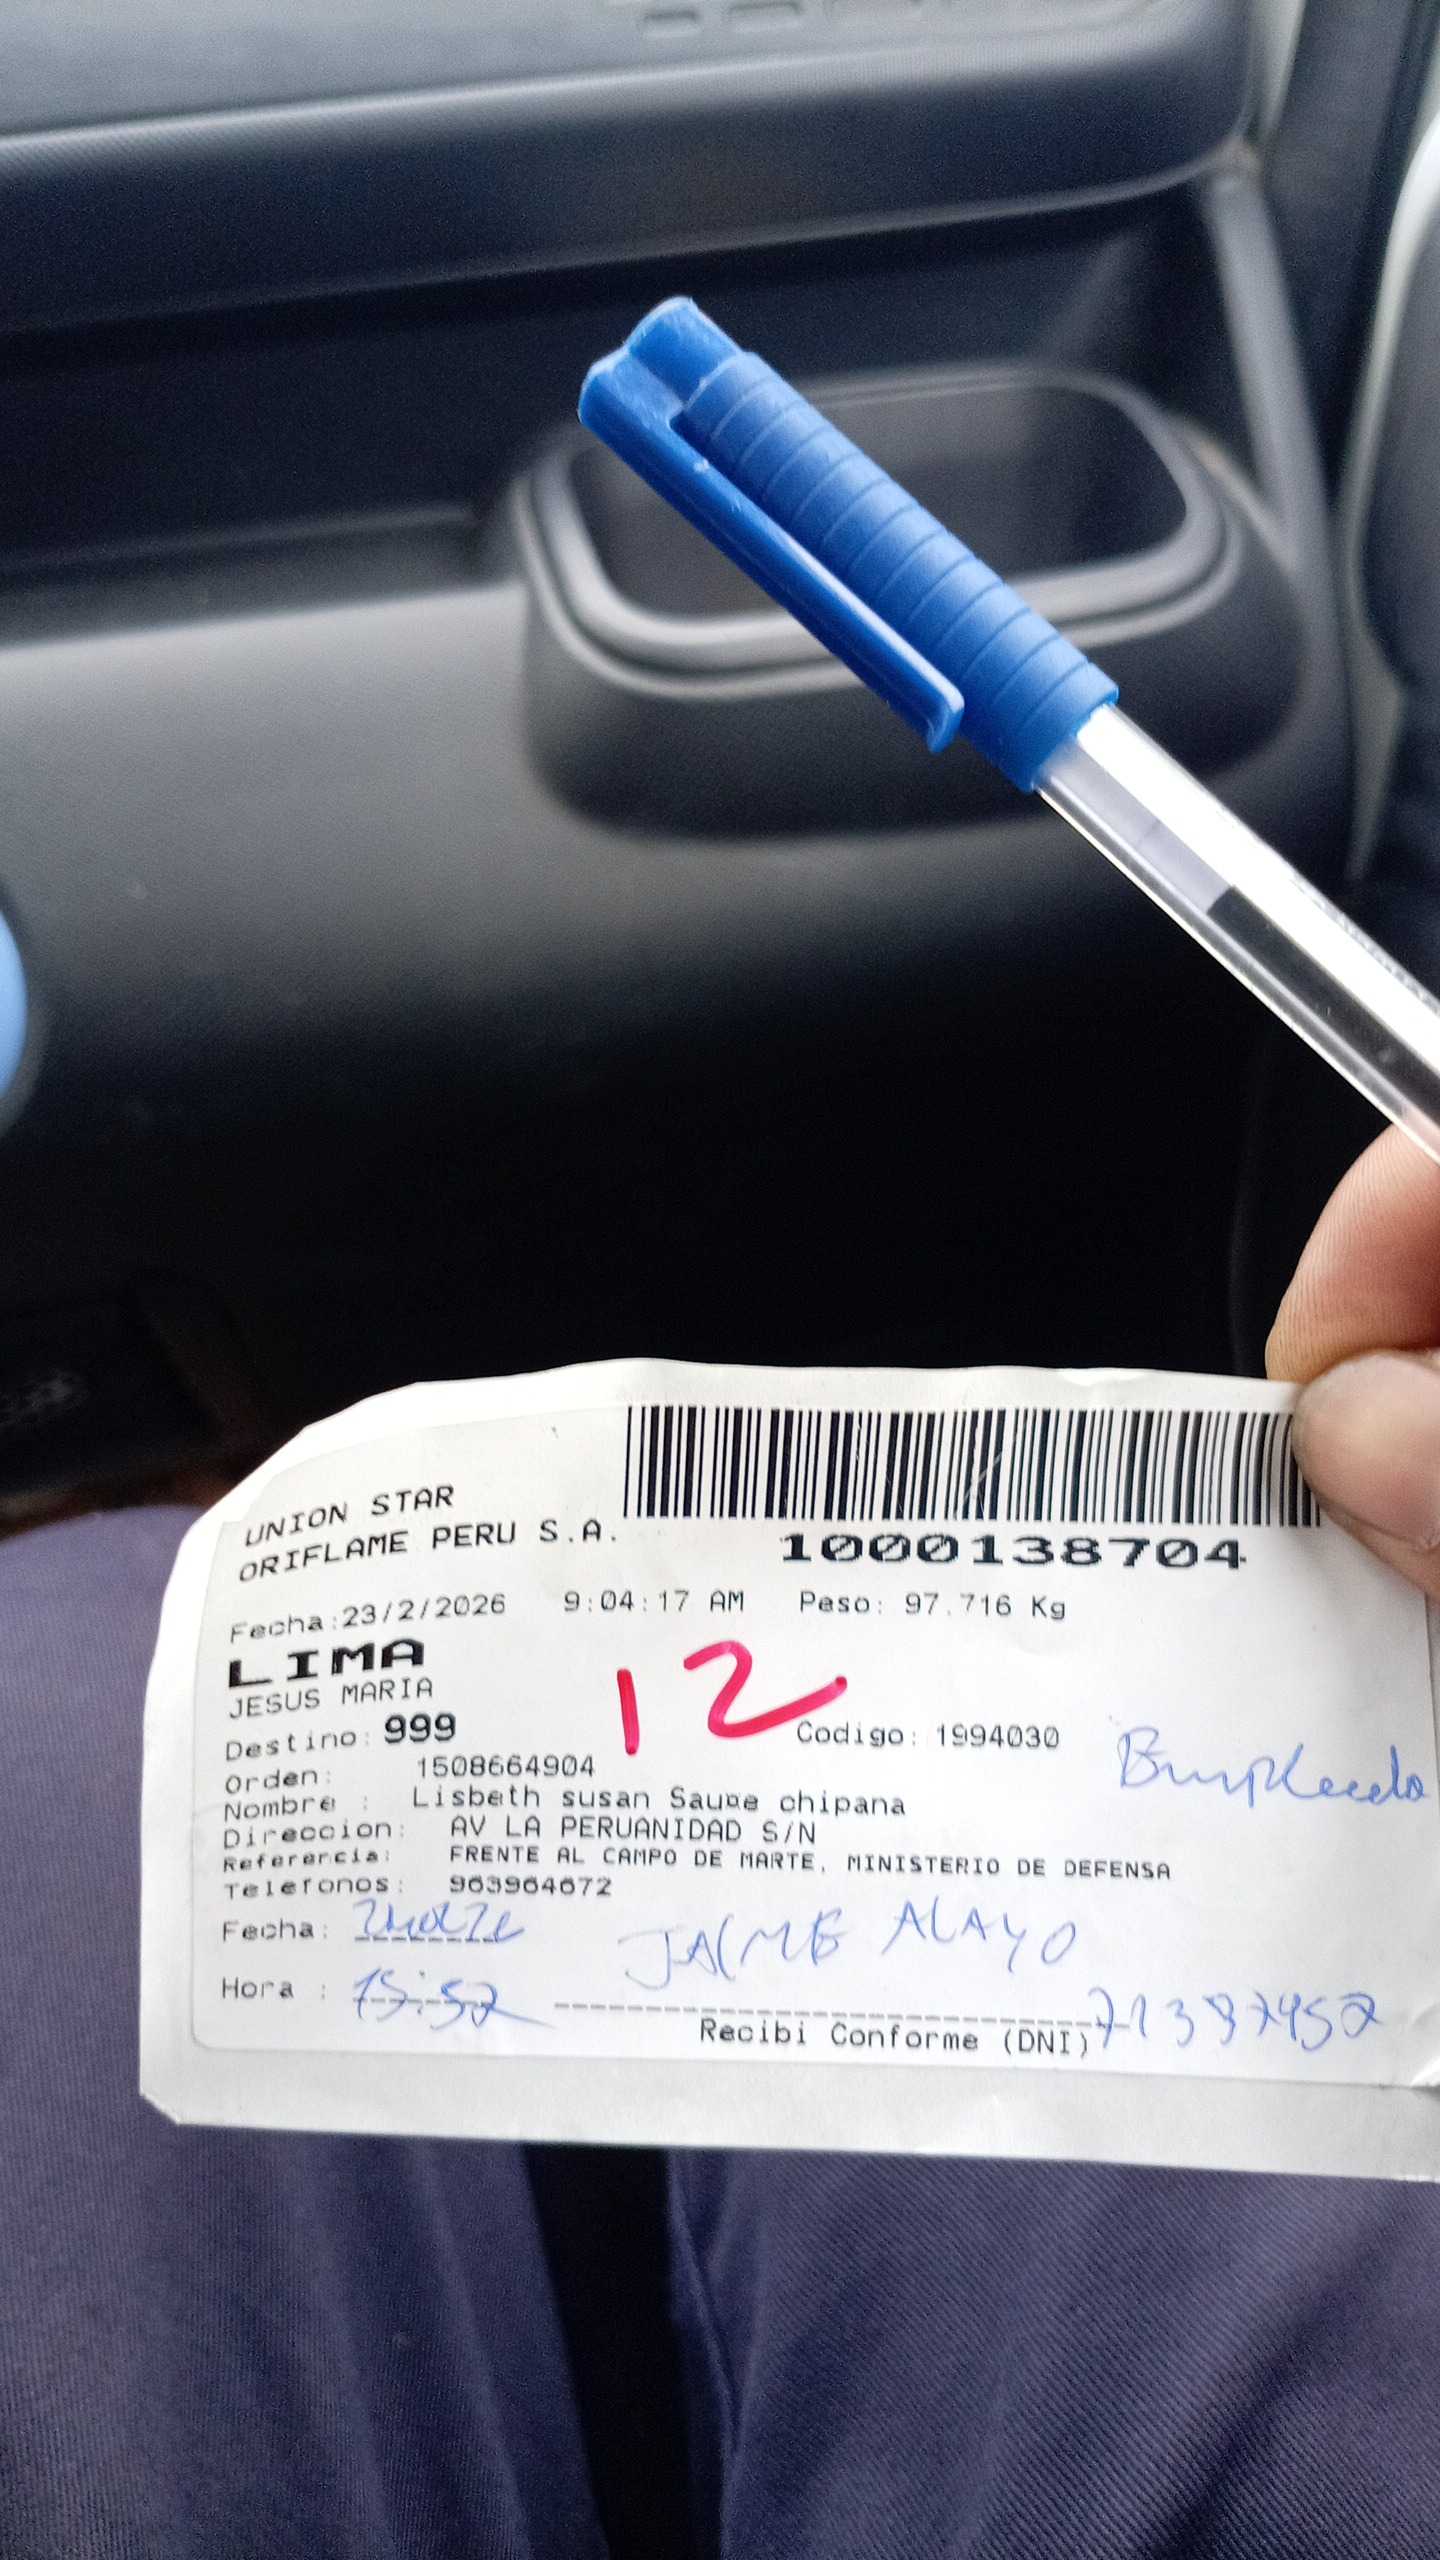 UNION STAR
ORIFLAME PERU S.A.
1000138704
Fecha:23/2/2026 9:04:17 AM Peso: 97.716 Kg
LIMA
JESUS MARIA
12
Destino: 999 Codigo: 1994030
Empleado
Orden: 1508664904
Nombre : Lisbeth susan chipana
Direccion: AV LA PERUANIDAD S/N
Referencia: FRENTE AL CAMPO DE MARTE, MINISTERIO DE DEFENSA
Telefonos: 963964672
Fecha:
JAIME ALAYO
Hora : 15:52
Recibi Conforme (DNI)